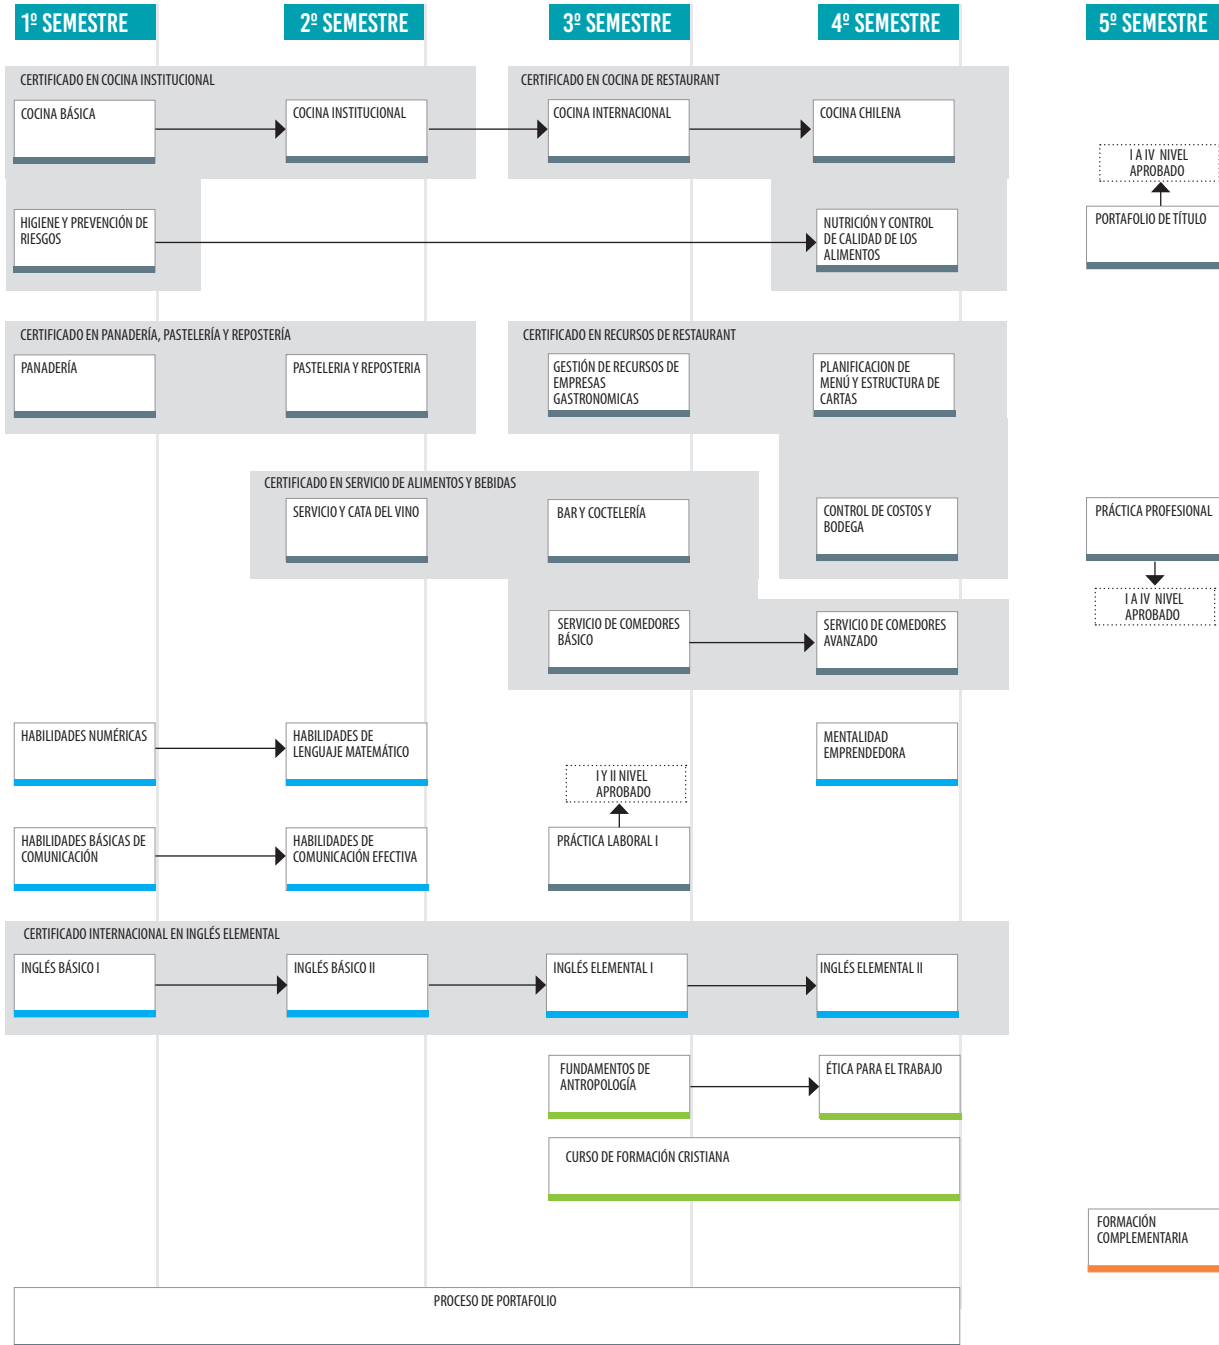 1º SEMESTRE
2º SEMESTRE
3º SEMESTRE
4º SEMESTRE
5º SEMESTRE
CERTIFICADO EN COCINA INSTITUCIONAL
CERTIFICADO EN COCINA DE RESTAURANT
COCINA BÁSICA
COCINA INSTITUCIONAL
COCINA INTERNACIONAL
COCINA CHILENA
I A IV NIVEL
APROBADO
HIGIENE Y PREVENCIÓN DE
RIESGOS
NUTRICIÓN Y CONTROL
DE CALIDAD DE LOS
ALIMENTOS
PORTAFOLIO DE TÍTULO
CERTIFICADO EN PANADERÍA, PASTELERÍA Y REPOSTERÍA
CERTIFICADO EN RECURSOS DE RESTAURANT
PANADERÍA
PASTELERIA Y REPOSTERIA
GESTIÓN DE RECURSOS DE
EMPRESAS
GASTRONOMICAS
PLANIFICACION DE
MENÚ Y ESTRUCTURA DE
CARTAS
CERTIFICADO EN SERVICIO DE ALIMENTOS Y BEBIDAS
SERVICIO Y CATA DEL VINO
BAR Y COCTELERÍA
CONTROL DE COSTOS Y
BODEGA
PRÁCTICA PROFESIONAL
I A IV NIVEL
APROBADO
SERVICIO DE COMEDORES
BÁSICO
SERVICIO DE COMEDORES
AVANZADO
HABILIDADES NUMÉRICAS
HABILIDADES DE
LENGUAJE MATEMÁTICO
MENTALIDAD
EMPRENDEDORA
I Y II NIVEL
APROBADO
HABILIDADES BÁSICAS DE
COMUNICACIÓN
HABILIDADES DE
COMUNICACIÓN EFECTIVA
PRÁCTICA LABORAL I
CERTIFICADO INTERNACIONAL EN INGLÉS ELEMENTAL
INGLÉS BÁSICO I
INGLÉS BÁSICO II
INGLÉS ELEMENTAL I
INGLÉS ELEMENTAL II
FUNDAMENTOS DE
ANTROPOLOGÍA
ÉTICA PARA EL TRABAJO
CURSO DE FORMACIÓN CRISTIANA
FORMACIÓN
COMPLEMENTARIA
PROCESO DE PORTAFOLIO